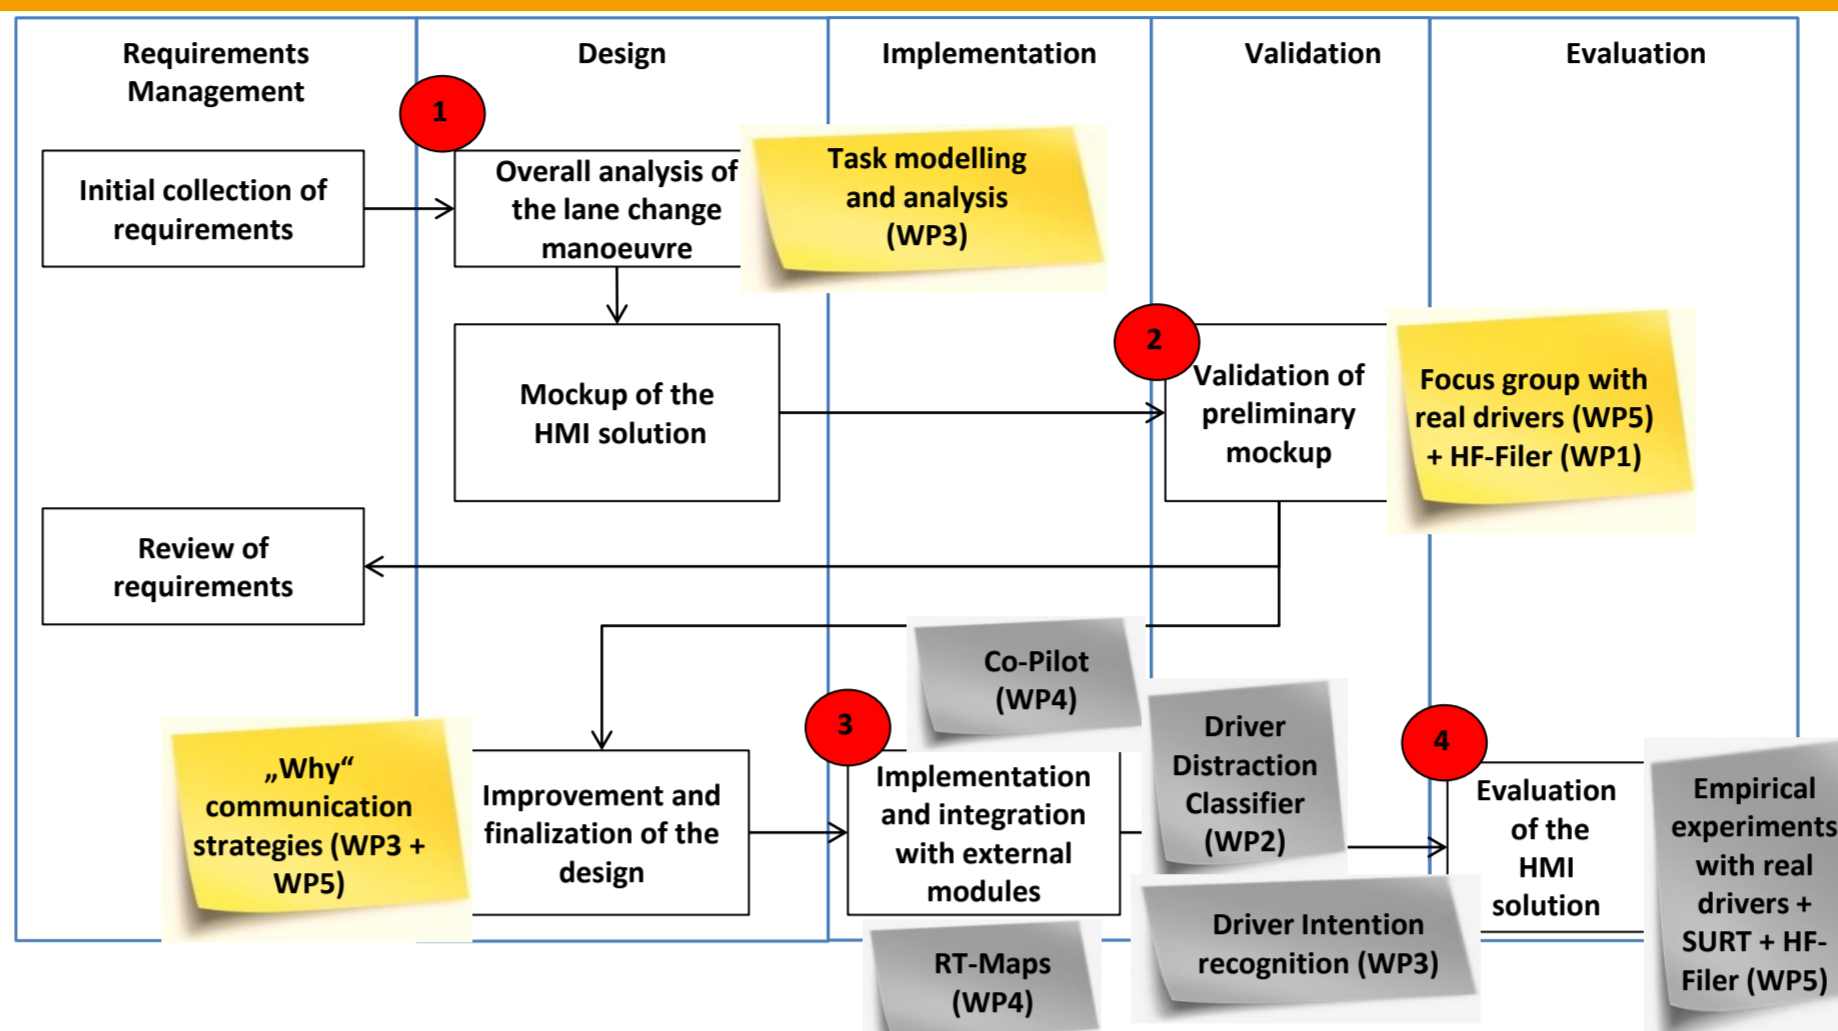 Requirements
Management
Design
Implementation
Validation
Evaluation
1
Initial collection of
requirements
Overall analysis of
the lane change
manoeuvre
Task modelling
and analysis
(WP3)
Mockup of the
HMI solution
2
Validation of
preliminary
mockup
Focus group with
real drivers (WP5)
+ HF-Filer (WP1)
Review of
requirements
„Why“
communication
strategies (WP3 +
WP5)
Improvement and
finalization of the
design
3
Implementation
and integration
with external
modules
Co-Pilot
(WP4)
Driver
Distraction
Classifier
(WP2)
RT-Maps
(WP4)
Driver Intention
recognition (WP3)
4
Evaluation
of the
HMI
solution
Empirical
experiments
with real
drivers +
SURT + HF-
Filer (WP5)